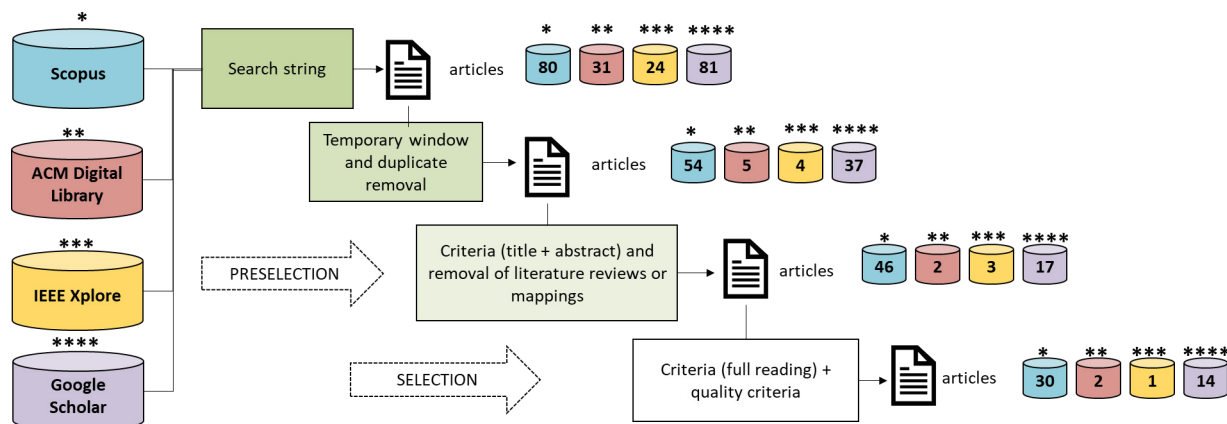 *
Scopus
**
ACM Digital
Library
***
IEEE Xplore
****
Google
Scholar
Search string
articles
* ** *** ****
80 31 24 81
Temporary window
and duplicate
removal
articles
* ** *** ****
54 5 4 37
PRESELECTION
Criteria (title + abstract) and
removal of literature reviews or
mappings
articles
* ** *** ****
46 2 3 17
SELECTION
Criteria (full reading) +
quality criteria
articles
* ** *** ****
30 2 1 14